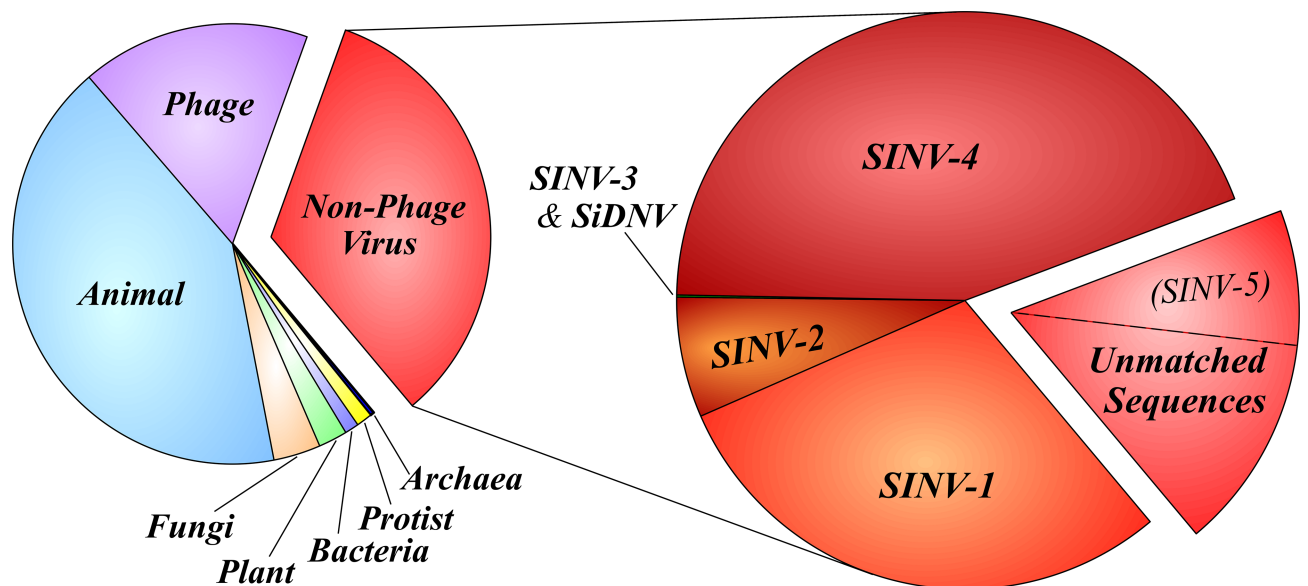 Phage
Non-Phage
Virus
Animal
Fungi
Plant
Bacteria
Protist
Archaea
SINV-3
& SiDNV
SINV-4
SINV-2
SINV-1
(SINV-5)
Unmatched
Sequences